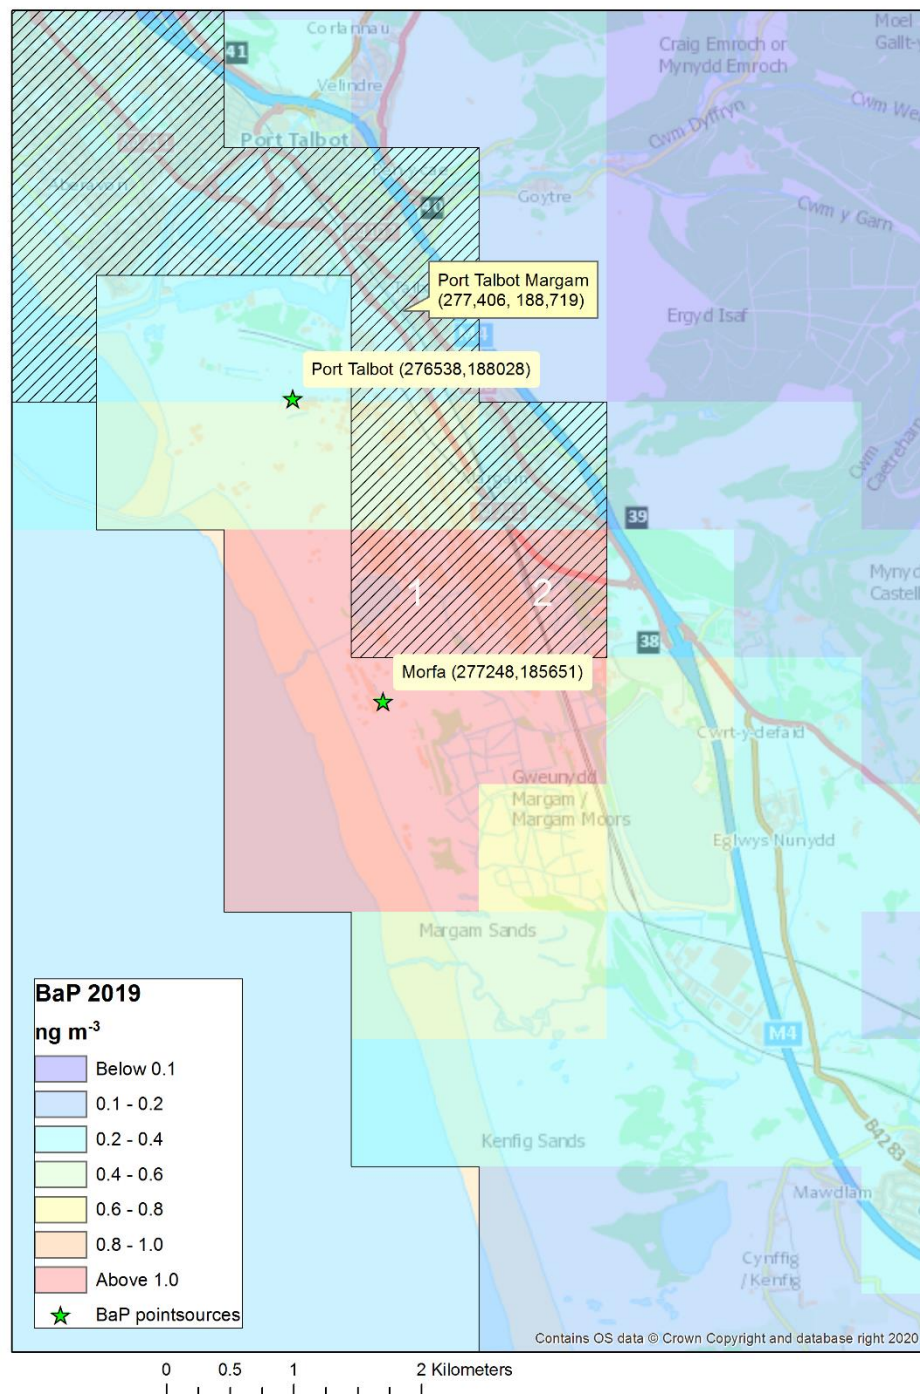 Corlannau
Moel
41
Craig Emroch or
Mynydd Emroch
Velindre
Cwm Dyffryn
Port Talbot
Aberavon
40
Goytre
Cwm y Garn
Port Talbot Margam
(277,406, 188,719)
Ergyd Isaf
Port Talbot (276538,188028)
Margam
39
1
2
38
Morfa (277248,185651)
Cwrt-y-defaid
Gweunydd
Margam /
Margam Moors
Eglwys Nunydd
Margam Sands
BaP 2019
ng m-3
Below 0.1
0.1 - 0.2
0.2 - 0.4
0.4 - 0.6
0.6 - 0.8
0.8 - 1.0
Above 1.0
BaP pointsources
M4
B4283
Kenfig Sands
Mawdlam
Cynffig
/ Kenfig
Contains OS data © Crown Copyright and database right 2020
0 0.5 1 2 Kilometers